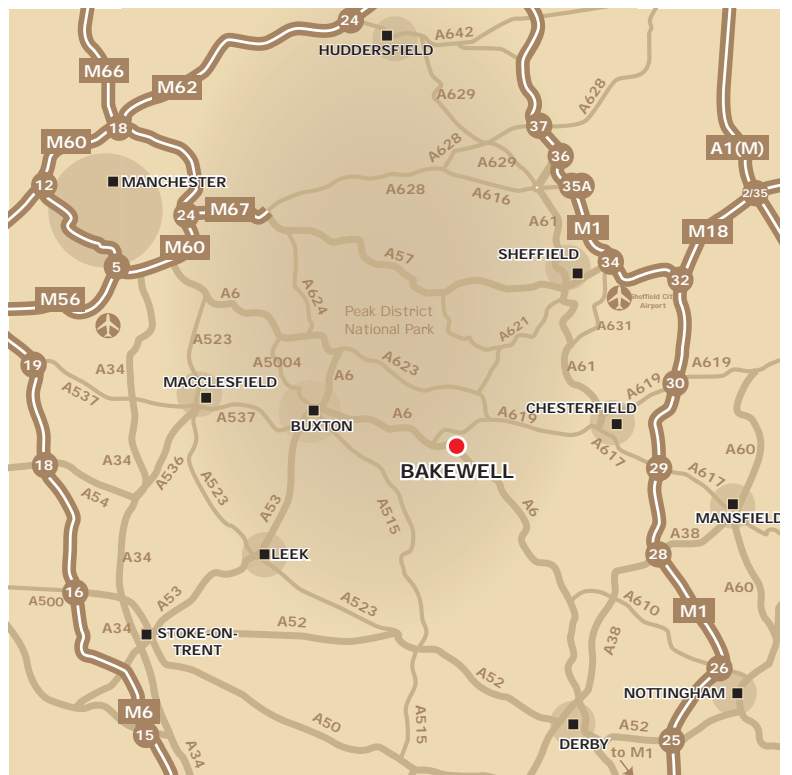 24
A642
HUDDERSFIELD
M66
M62
A629
A628
18
37
M60
A628
36
A1(M)
A629
12
MANCHESTER
A628
A616
35A
2/35
24
M67
A61
M1
M18
M60
SHEFFIELD
A57
34
5
32
M56
A6
A624
Sheffield City
Airport
Peak District
National Park
A621
A631
A523
19
A34
A5004
A623
A61
A619
MACCLESFIELD
A6
A619
30
A537
A537
A6
A619
CHESTERFIELD
BUXTON
BAKEWELL
A617
A60
18
A34
A536
29
A617
A54
A523
A53
A515
A6
MANSFIELD
A38
A34
LEEK
28
16
A500
A53
A523
A610
A60
M1
A34
STOKE-ON-
TRENT
A52
A38
A52
26
NOTTINGHAM
M6
15
A50
A515
DERBY
A52
25
A34
to M1